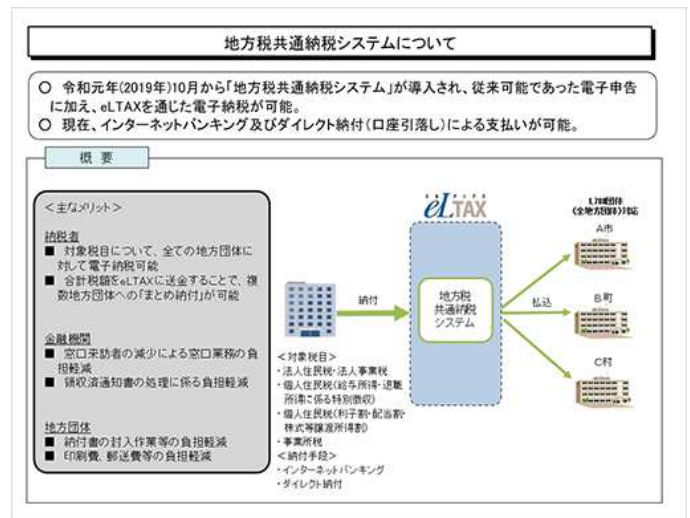 地方税共通納税システムについて
○ 令和元年(2019年)10月から「地方税共通納税システム」が導入され、従来可能であった電子申告
に加え、eLTAXを通じた電子納税が可能。
○ 現在、インターネットバンキング及びダイレクト納付(口座引落し)による支払いが可能。
概 要
＜主なメリット＞
納税者
■ 対象税目について、全ての地方団体に
対して電子納税可能
■ 合計税額をeLTAXに送金することで、複
数地方団体への「まとめ納付」が可能
金融機関
■ 窓口来訪者の減少による窓口業務の負
担軽減
■ 領収済通知書の処理に係る負担軽減
地方団体
■ 納付書の封入作業等の負担軽減
■ 印刷費、郵送費等の負担軽減
納付
＜対象税目＞
・法人住民税・法人事業税
・個人住民税(給与所得・退職
所得に係る特別徴収)
・個人住民税(利子割・配当割・
株式等譲渡所得割)
・事業所税
＜納付手段＞
・インターネットバンキング
・ダイレクト納付
eLTAX
地方税
共通納税
システム
払込
(全地方団体)対応
A市
B町
C村